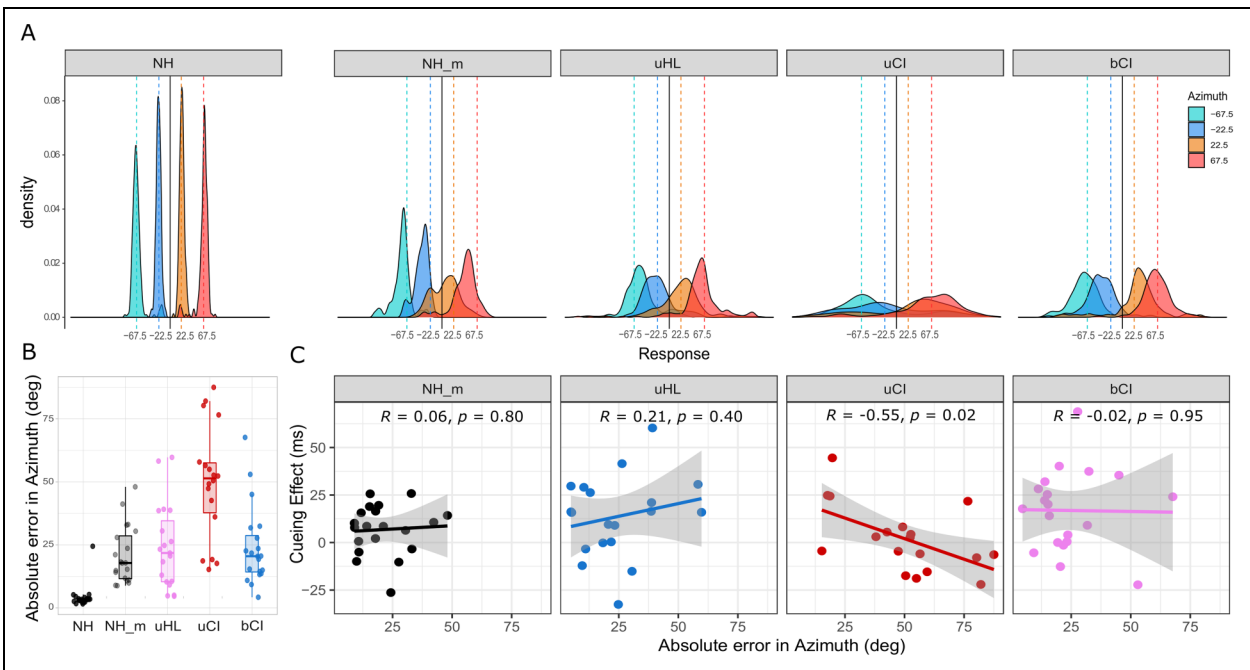 A
NH
NH_m
uHL
uCI
bCI
density
0.08
0.06
0.04
0.02
0.00
Azimuth
−67.5
−22.5
22.5
67.5
−67.5 −22.5 22.5 67.5
−67.5 −22.5 22.5 67.5
−67.5 −22.5 22.5 67.5
−67.5 −22.5 22.5 67.5
−67.5 −22.5 22.5 67.5
Response
B
Absolute error in Azimuth (deg)
75
50
25
0
NH NH_m uHL uCI bCI
C
NH_m
uHL
uCI
bCI
R = 0.06, p = 0.80
R = 0.21, p = 0.40
R = -0.55, p = 0.02
R = -0.02, p = 0.95
Cueing Effect (ms)
50
25
0
−25
25 50 75
25 50 75
25 50 75
25 50 75
Absolute error in Azimuth (deg)